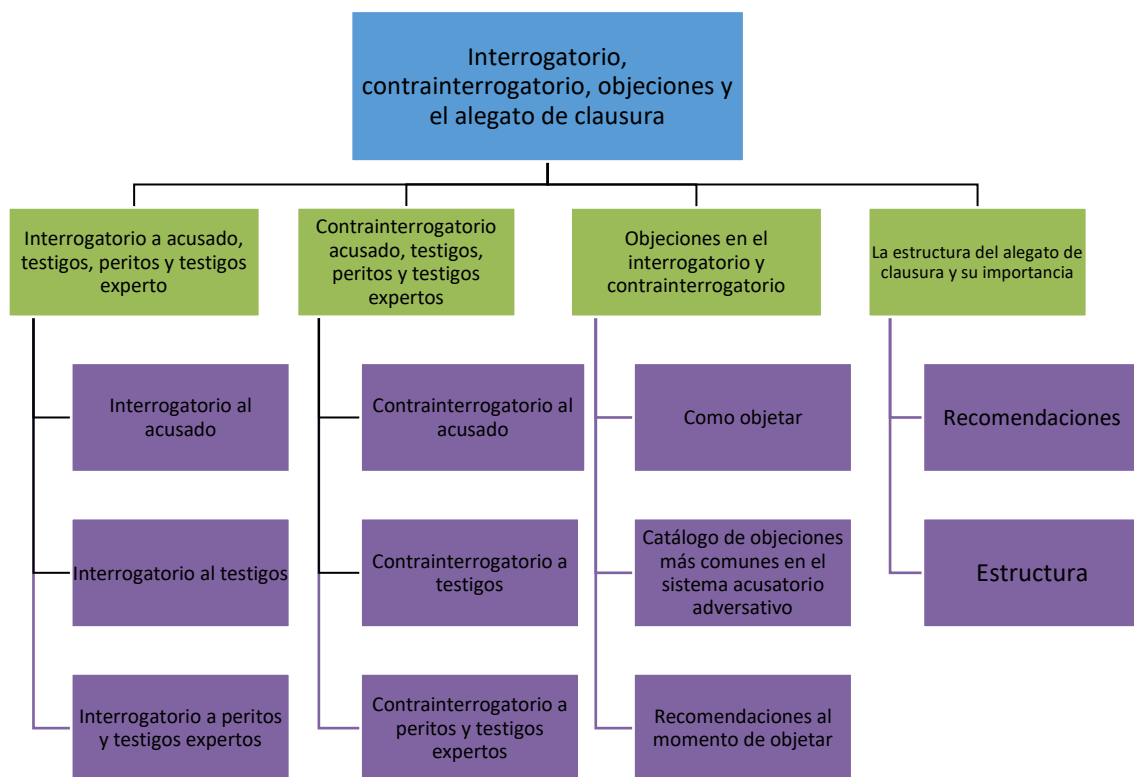 Interrogatorio,
contrainterrogatorio, objeciones y
el alegato de clausura
Interrogatorio a acusado,
testigos, peritos y testigos
experto
Interrogatorio al
acusado
Interrogatorio al testigos
Interrogatorio a peritos
y testigos expertos
Contrainterrogatorio
acusado, testigos,
peritos y testigos
expertos
Contrainterrogatorio al
acusado
Contrainterrogatorio a
testigos
Contrainterrogatorio a
peritos y testigos
expertos
Objeciones en el
interrogatorio y
contrainterrogatorio
Como objetar
Catálogo de objeciones
más comunes en el
sistema acusatorio
adversativo
Recomendaciones al
momento de objetar
La estructura del alegato de
clausura y su importancia
Recomendaciones
Estructura